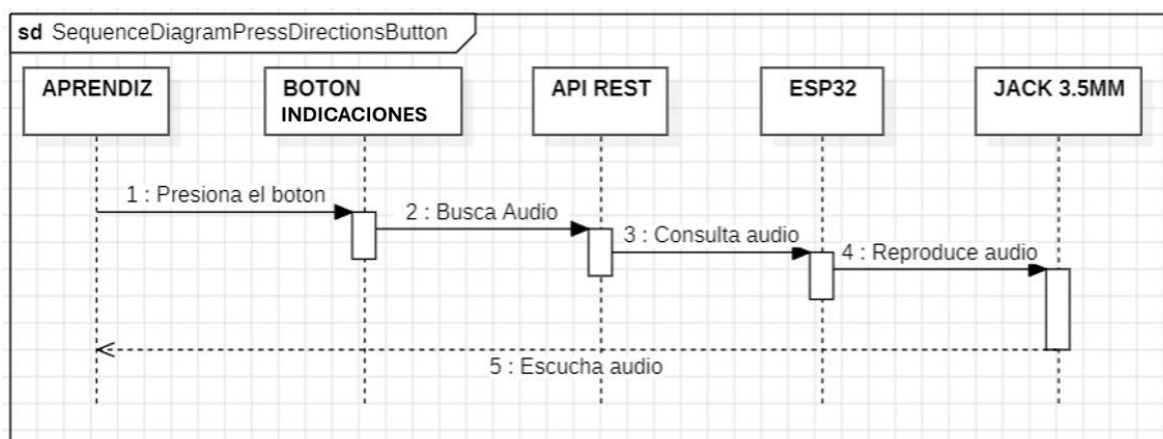 sd SequenceDiagramPressDirectionsButton
APRENDIZ
BOTON
INDICACIONES
API REST
ESP32
JACK 3.5MM
1 : Presiona el boton
2 : Busca Audio
3 : Consulta audio
4 : Reproduce audio
5 : Escucha audio